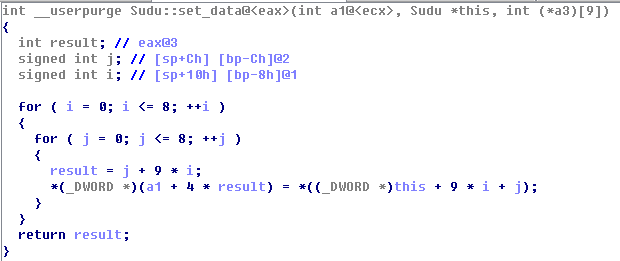 int __userpurge Sudu::set_data@<eax>(int a1@<ecx>, Sudu *this, int (*a3)[9])
{
  int result; // eax@3
  signed int j; // [sp+Ch] [bp-Ch]@2
  signed int i; // [sp+10h] [bp-8h]@1

  for ( i = 0; i <= 8; ++i )
  {
    for ( j = 0; j <= 8; ++j )
    {
      result = j + 9 * i;
      *(_DWORD *)(a1 + 4 * result) = *((_DWORD *)this + 9 * i + j);
    }
  }
  return result;
}